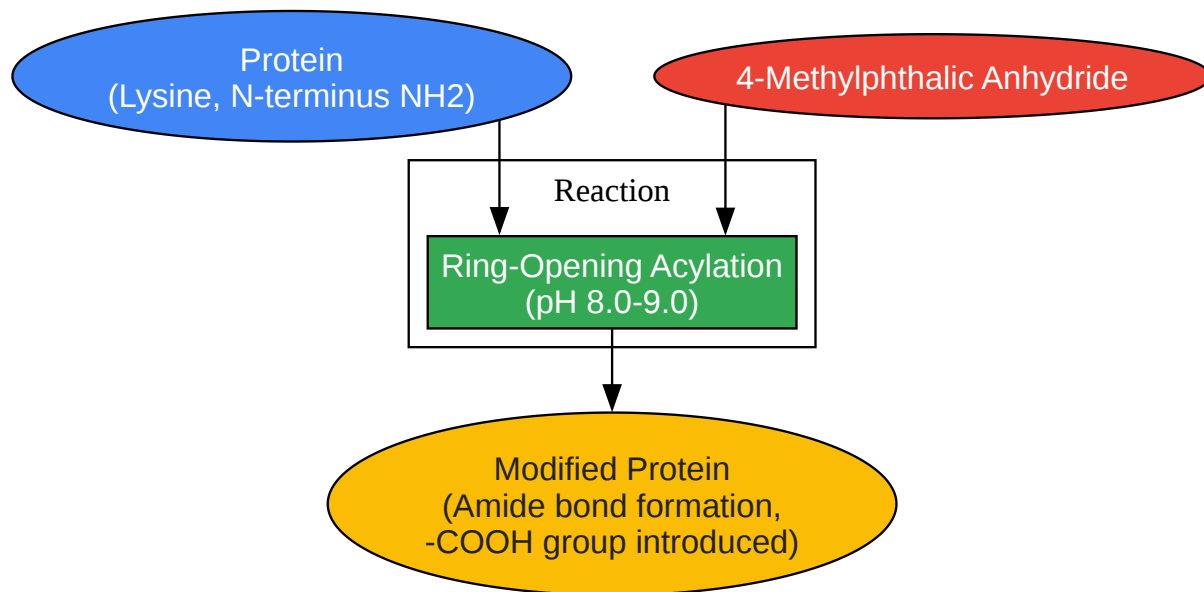 Protein
(Lysine, N-terminus NH2)
4-Methylphthalic Anhydride
Reaction
Ring-Opening Acylation
(pH 8.0-9.0)
Modified Protein
(Amide bond formation,
-COOH group introduced)